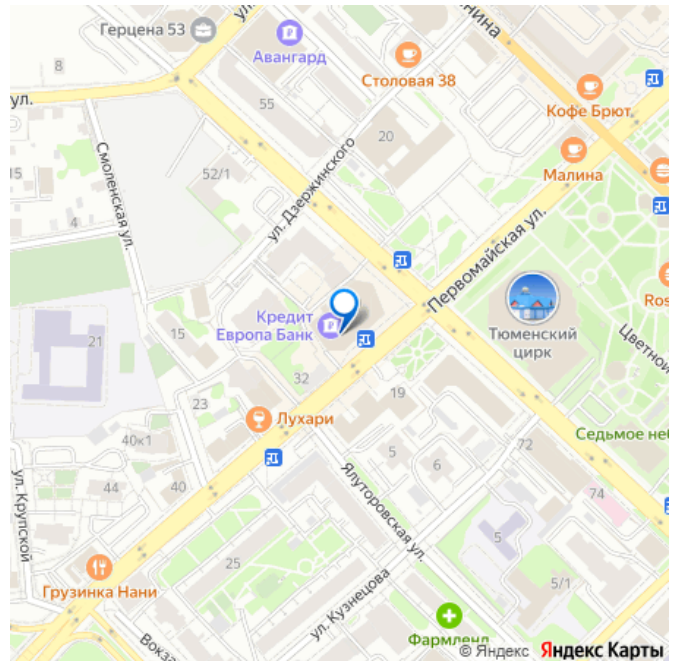 Герцена 53
ул.
Авангард
нина
8
Столовая 38
Кофе Брют
ул.
55
20
Малина
Смоленская ул.
52/1
15
ул. Дзержинского
4
Первомайская ул.
Ros
Кредит
Европа Банк
Тюменский
цирк
Цветной
21
15
32
19
23
Лухари
Седьмое неб
40к1
5
6
72
ул. Крупской
44
40
74
Ялуторовская ул.
25
5
Грузинка Нани
ул. Кузнецова
5/1
Вокза
Фармленд
© Яндекс Яндекс Карты